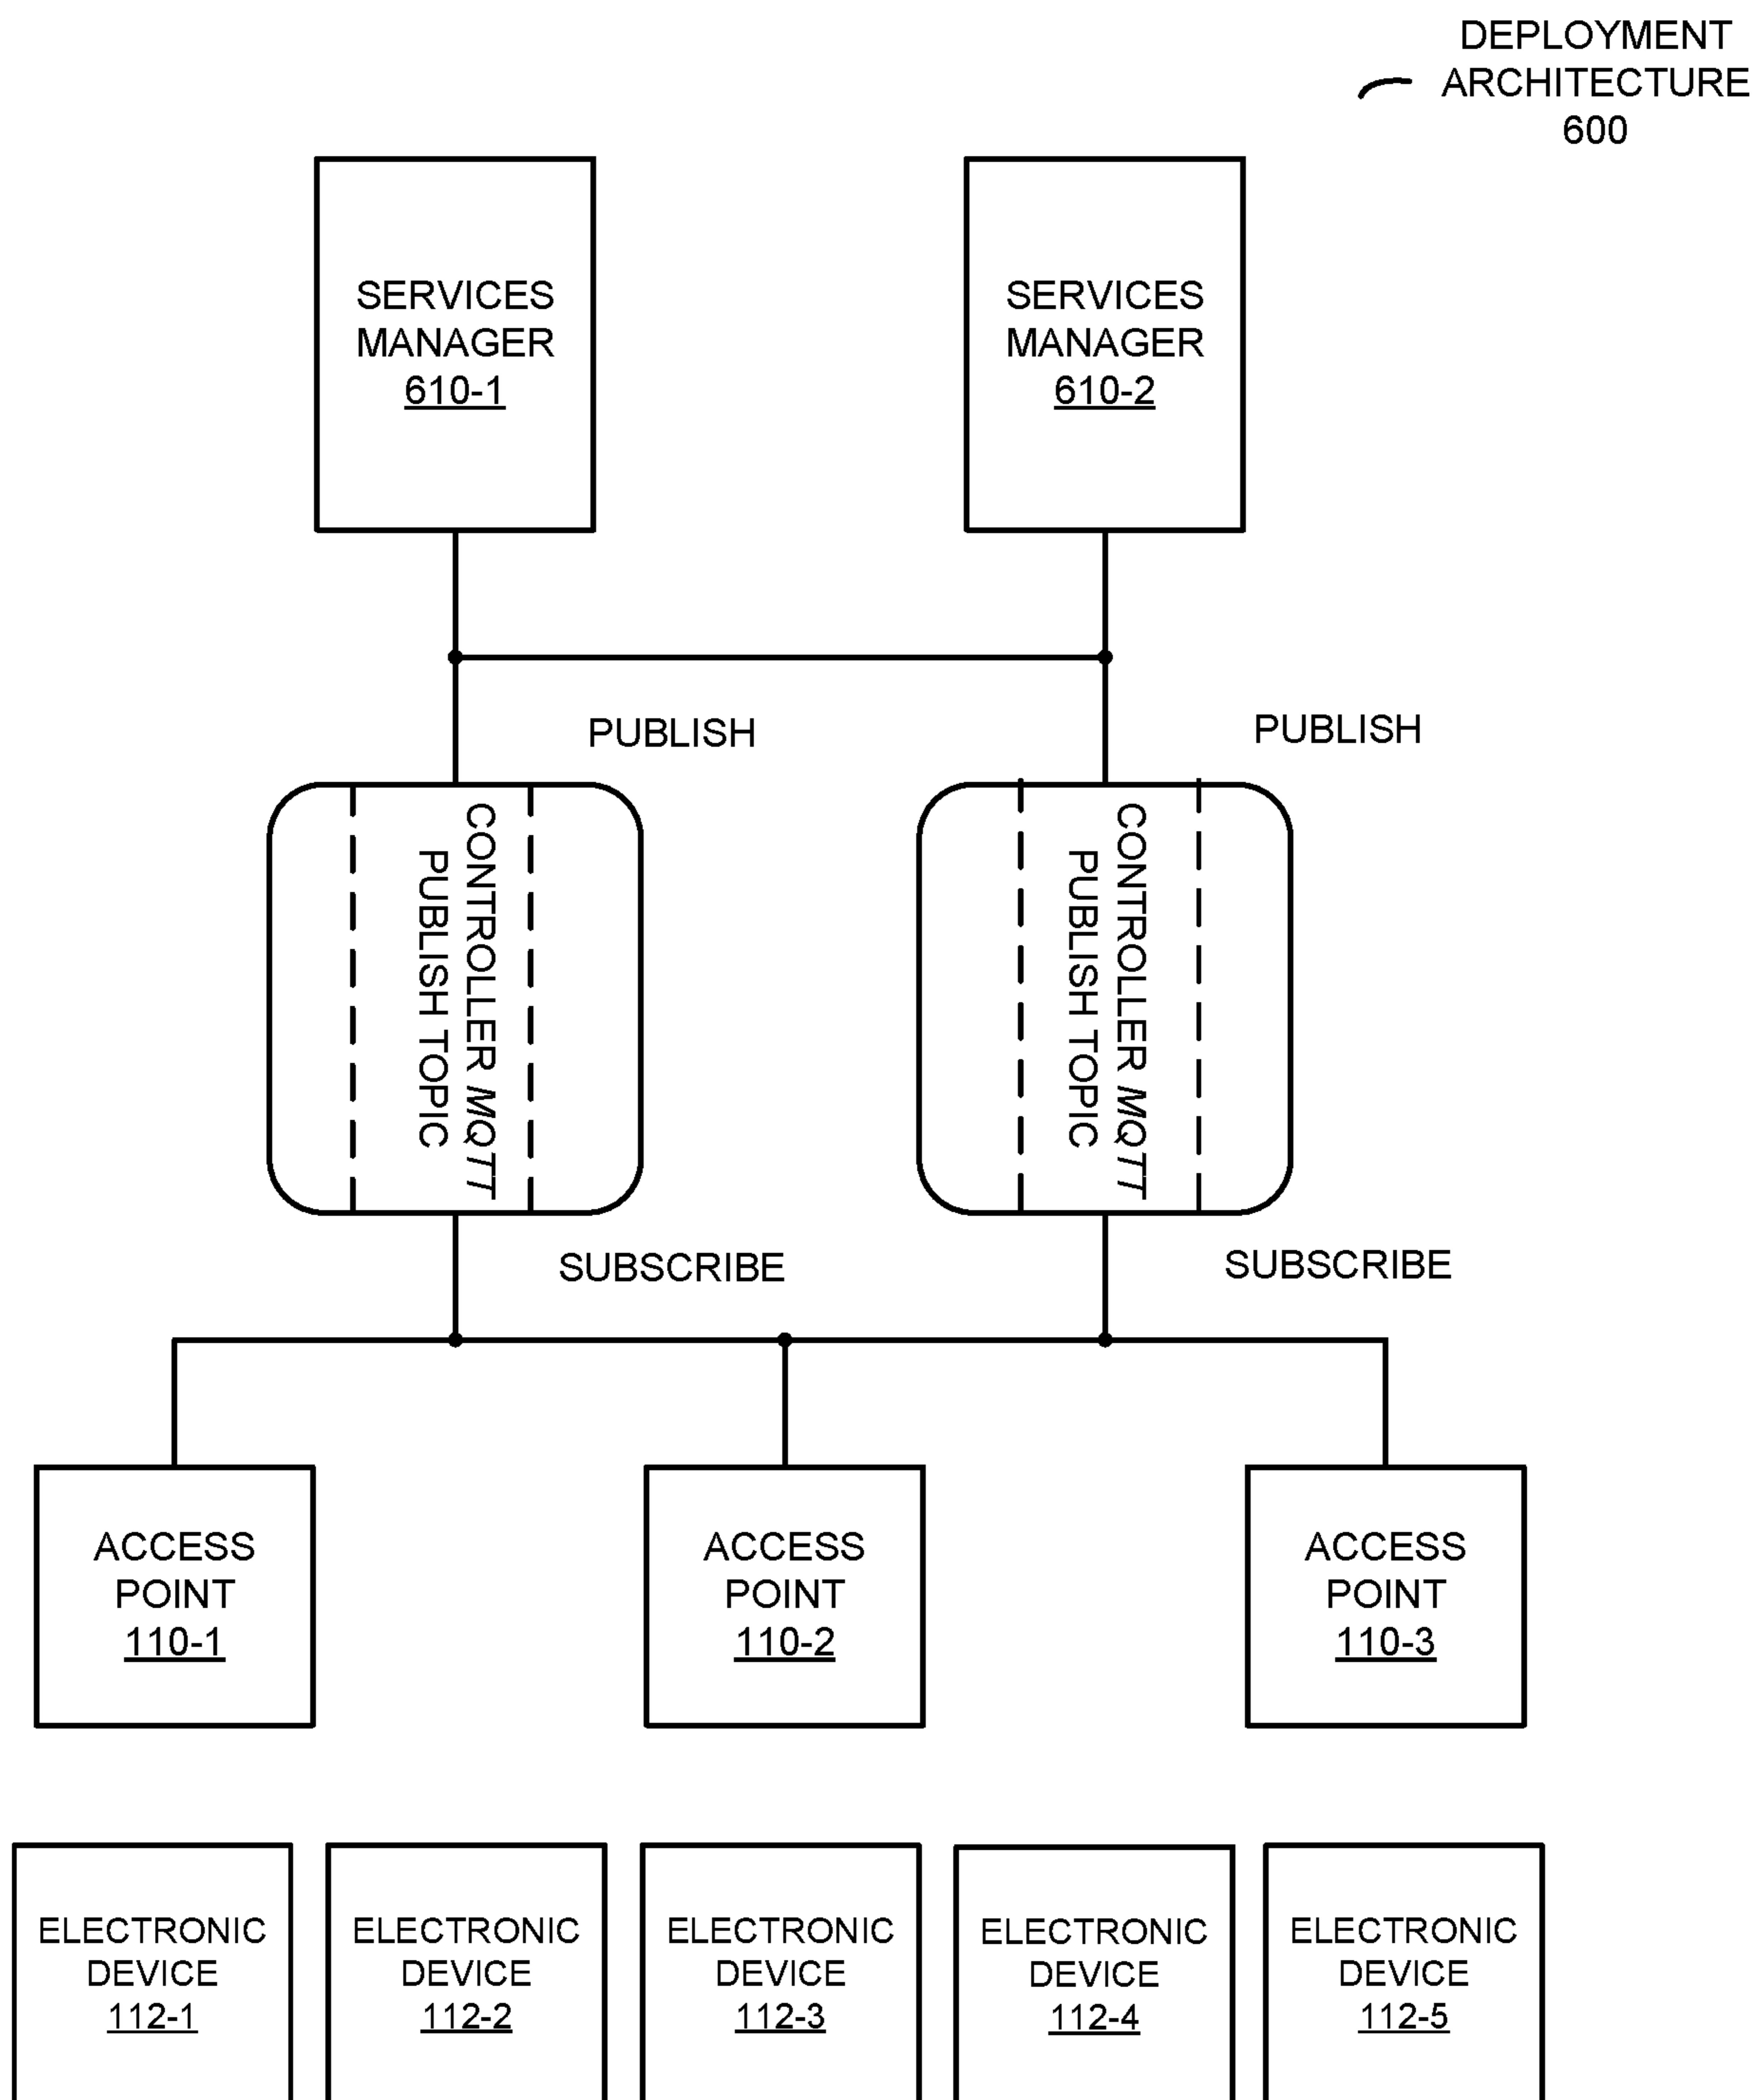 DEPLOYMENT
ARCHITECTURE
600
SERVICES
MANAGER
610-1
SERVICES
MANAGER
610-2
PUBLISH
PUBLISH
CONTROLLER MQTT
PUBLISH TOPIC
CONTROLLER MQTT
PUBLISH TOPIC
SUBSCRIBE
SUBSCRIBE
ACCESS
POINT
110-1
ACCESS
POINT
110-2
ACCESS
POINT
110-3
ELECTRONIC
DEVICE
112-1
ELECTRONIC
DEVICE
112-2
ELECTRONIC
DEVICE
112-3
ELECTRONIC
DEVICE
112-4
ELECTRONIC
DEVICE
112-5